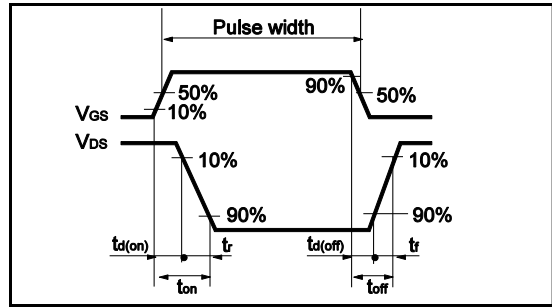 Pulse width
90%
50%
50%
10%
VGS
VDS
10%
10%
90%
90%
td(on)
tr
td(off)
tf
ton
toff